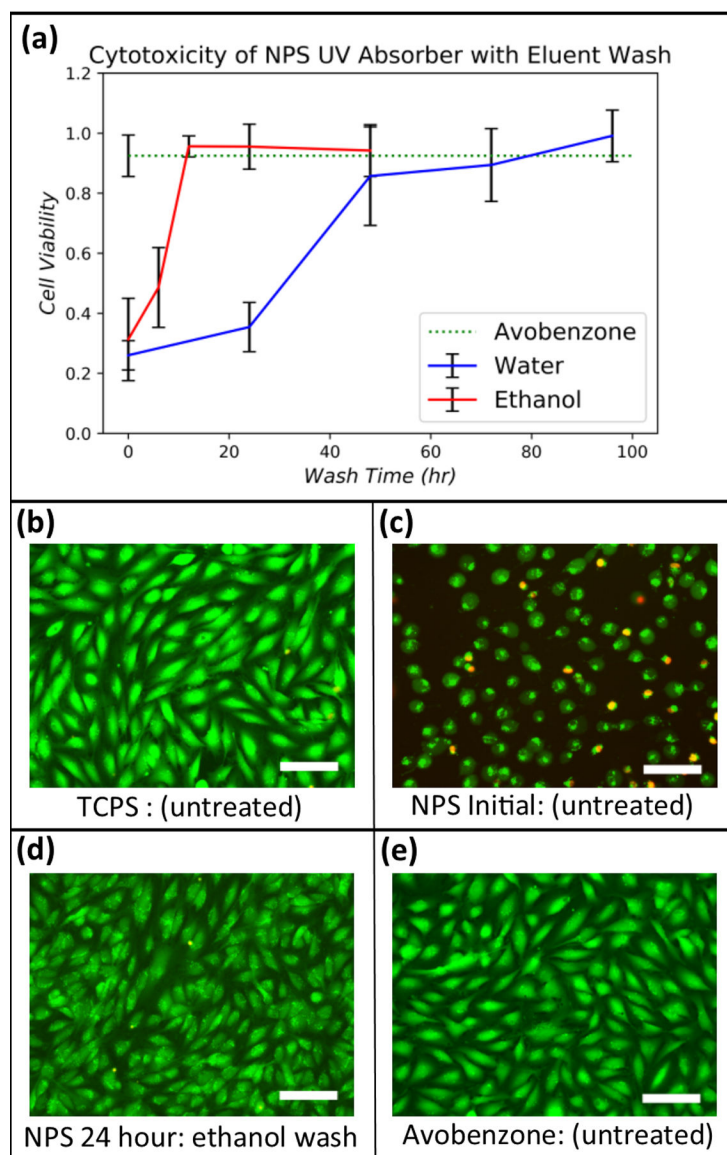 (a)
Cytotoxicity of NPS UV Absorber with Eluent Wash
1.2
1.0
0.8
0.6
0.4
0.2
0.0
Cell Viability
Avobenzone
Water
Ethanol
0 20 40 60 80 100
Wash Time (hr)
(b)
TCPS : (untreated)
(c)
NPS Initial: (untreated)
(d)
NPS 24 hour: ethanol wash
(e)
Avobenzone: (untreated)